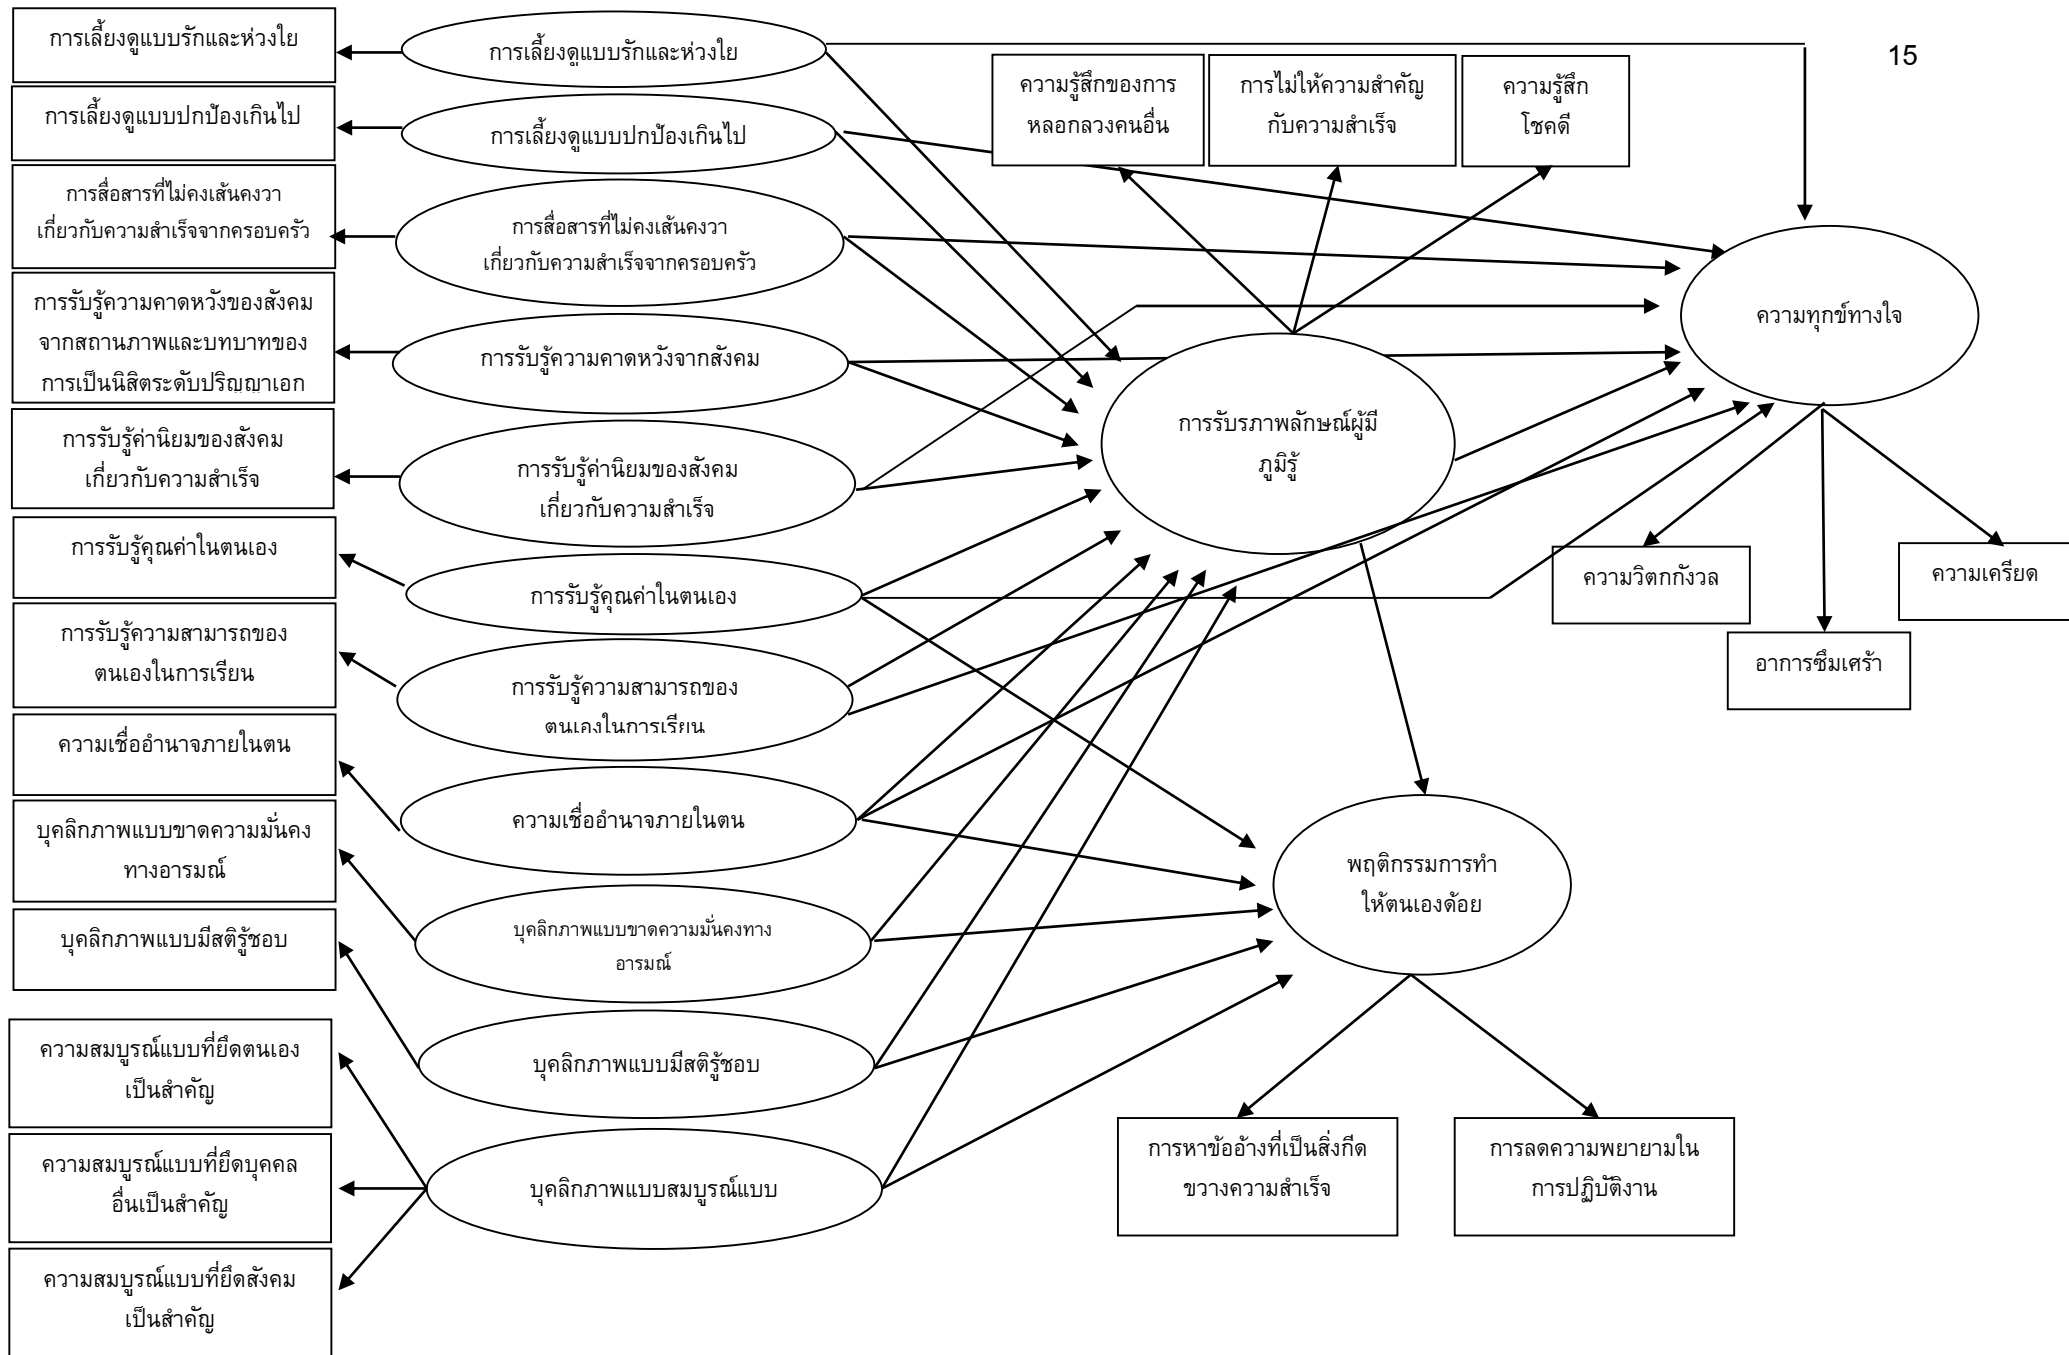 15
การเลี้ยงดูแบบรักและห่วงใย
การเลี้ยงดูแบบปกป้องเกินไป
การสื่อสารที่ไม่คงเส้นคงวา
เกี่ยวกับความสำเร็จจากครอบครัว
การรับรู้ความคาดหวังของสังคม
จากสถานภาพและบทบาทของ
การเป็นนิสิตระดับปริญญาเอก
การรับรู้ค่านิยมของสังคม
เกี่ยวกับความสำเร็จ
การรับรู้คุณค่าในตนเอง
การรับรู้ความสามารถของ
ตนเองในการเรียน
ความเชื่ออำนาจภายในตน
บุคลิกภาพแบบขาดความมั่นคง
ทางอารมณ์
บุคลิกภาพแบบมีสติรู้ชอบ
ความสมบูรณ์แบบที่ยึดตนเอง
เป็นสำคัญ
ความสมบูรณ์แบบที่ยึดบุคคล
อื่นเป็นสำคัญ
ความสมบูรณ์แบบที่ยึดสังคม
เป็นสำคัญ
การเลี้ยงดูแบบรักและห่วงใย
การเลี้ยงดูแบบปกป้องเกินไป
การสื่อสารที่ไม่คงเส้นคงวา
เกี่ยวกับความสำเร็จจากครอบครัว
การรับรู้ความคาดหวังจากสังคม
การรับรู้ค่านิยมของสังคม
เกี่ยวกับความสำเร็จ
การรับรู้คุณค่าในตนเอง
การรับรู้ความสามารถของ
ตนเองในการเรียน
ความเชื่ออำนาจภายในตน
บุคลิกภาพแบบขาดความมั่นคงทาง
อารมณ์
บุคลิกภาพแบบมีสติรู้ชอบ
บุคลิกภาพแบบสมบูรณ์แบบ
ความรู้สึกของการ
หลอกลวงคนอื่น
การไม่ให้ความสำคัญ
กับความสำเร็จ
ความรู้สึก
โชคดี
การรับรภาพลักษณ์ผู้มี
ภูมิรู้
ความทุกข์ทางใจ
ความวิตกกังวล
อาการซึมเศร้า
ความเครียด
พฤติกรรมการทำ
ให้ตนเองด้อย
การหาข้ออ้างที่เป็นสิ่งกีด
ขวางความสำเร็จ
การลดความพยายามใน
การปฏิบัติงาน